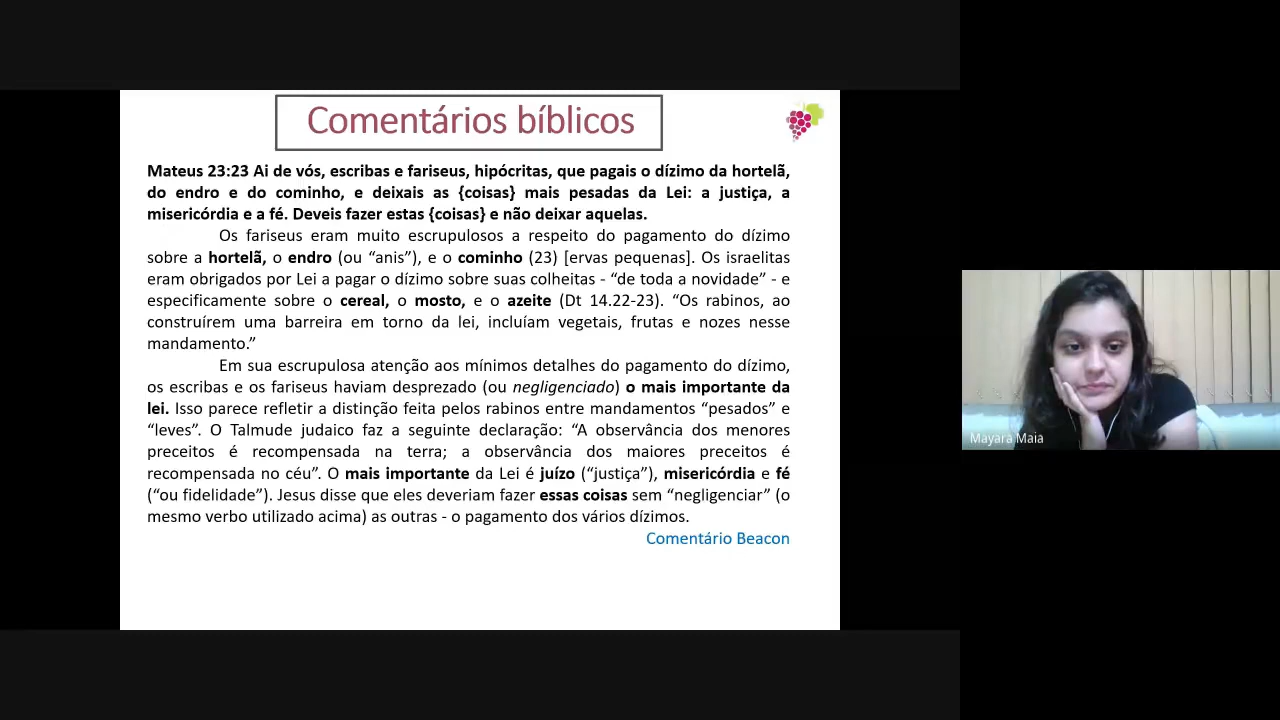 Comentários bíblicos
Mateus 23:23 Ai de vós, escribas e fariseus, hipócritas, que pagais o dízimo da hortelã,
do endro e do cominho, e deixais as {coisas} mais pesadas da Lei: a justiça, a
misericórdia e a fé. Deveis fazer estas {coisas} e não deixar aquelas.
Os fariseus eram muito escrupulosos a respeito do pagamento do dízimo
sobre a hortelã, o endro (ou “anis”), e o cominho (23) [ervas pequenas]. Os israelitas
eram obrigados por Lei a pagar o dízimo sobre suas colheitas - “de toda a novidade” - e
especificamente sobre o cereal, o mosto, e o azeite (Dt 14.22-23). “Os rabinos, ao
construírem uma barreira em torno da lei, incluíam vegetais, frutas e nozes nesse
mandamento.”
Em sua escrupulosa atenção aos mínimos detalhes do pagamento do dízimo,
os escribas e os fariseus haviam desprezado (ou negligenciado) o mais importante da
lei. Isso parece refletir a distinção feita pelos rabinos entre mandamentos “pesados” e
“leves”. O Talmude judaico faz a seguinte declaração: “A observância dos menores
preceitos é recompensada na terra; a observância dos maiores preceitos é
recompensada no céu”. O mais importante da Lei é juízo (“justiça”), misericórdia e fé
(“ou fidelidade”). Jesus disse que eles deveriam fazer essas coisas sem “negligenciar” (o
mesmo verbo utilizado acima) as outras - o pagamento dos vários dízimos.
Comentário Beacon
Mayara Maia